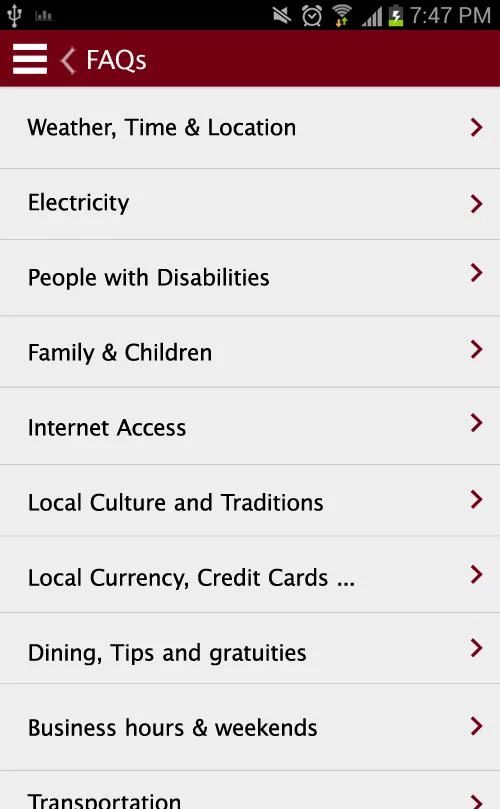 7:47 PM
FAQs
Weather, Time & Location
Electricity
People with Disabilities
Family & Children
Internet Access
Local Culture and Traditions
Local Currency, Credit Cards ...
Dining, Tips and gratuities
Business hours & weekends
Transportation